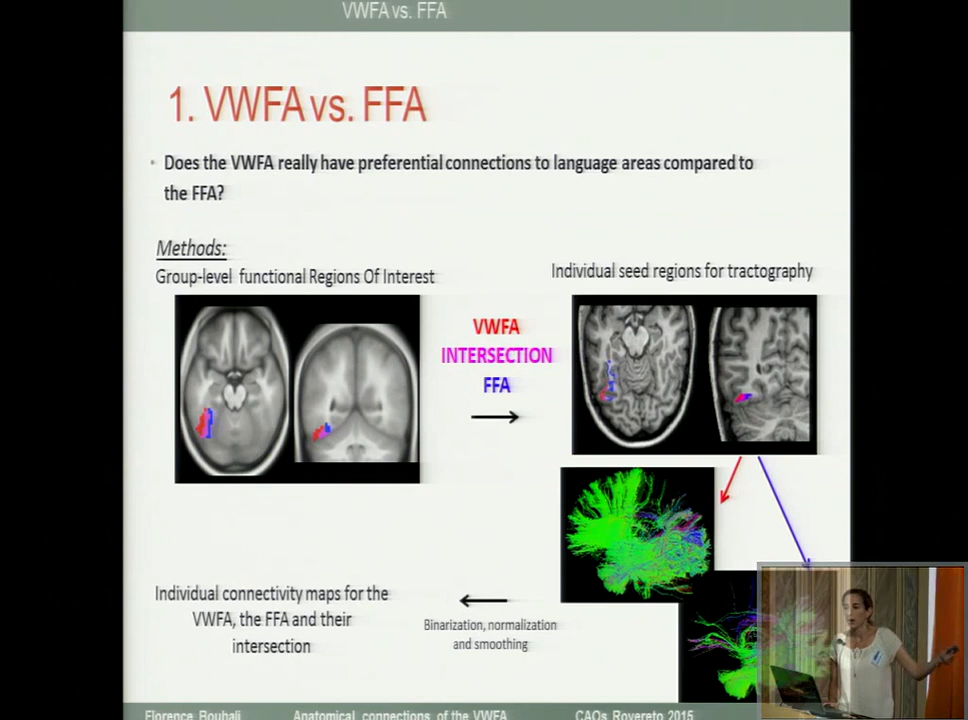 VWFA vs. FFA
1. VWFA vs. FFA
Does the VWFA really have preferential connections to language areas compared to
the FFA?
Methods:
Group-level functional Regions Of Interest
Individual seed regions for tractography
VWFA
INTERSECTION
FFA
Individual connectivity maps for the
VWFA, the FFA and their
intersection
Binarization, normalization
and smoothing
Florence Bouhali
Anatomical connections of the VWFA
CAOs Rovereto 2015